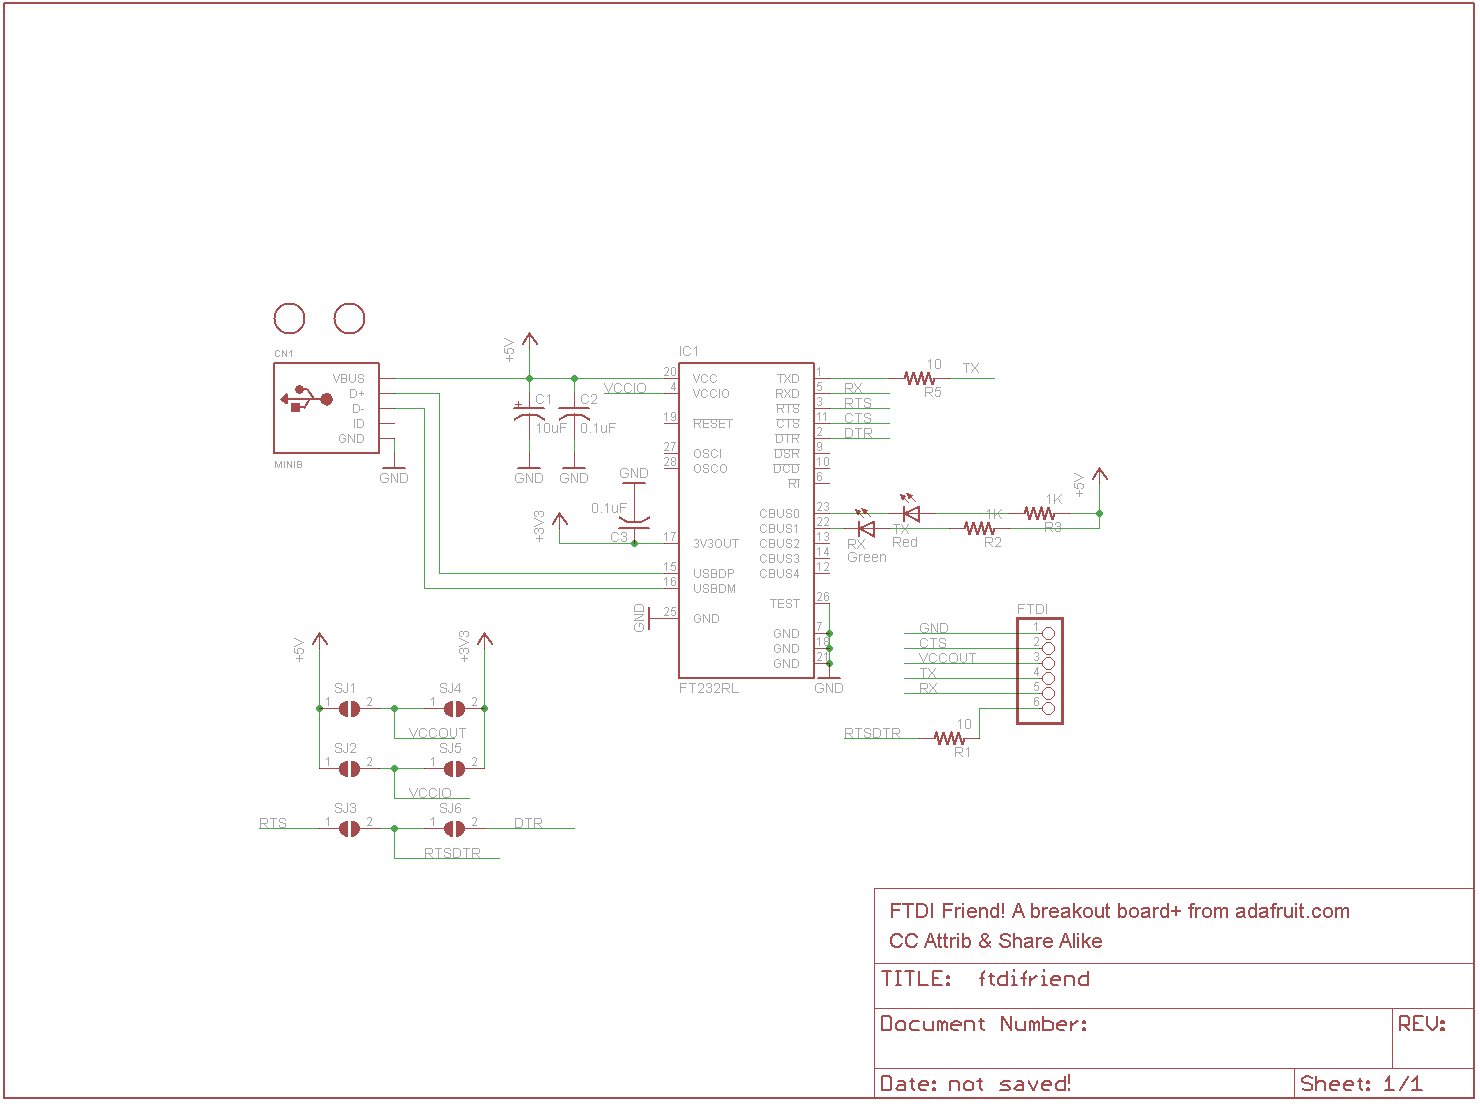 CN1
VBUS
D+
D-
ID
GND
MINIB
GND
+5V
C1
10uF
GND
C2
0.1uF
GND
VCCIO
GND
0.1uF
C3
+3V3
GND
IC1
20 VCC
4 VCCIO
19 RESET
27 OSCI
28 OSCO
17 3V3OUT
15 USBDP
16 USBDM
25 GND
TXD 1
RXD 5
RTS 3
CTS 11
DTR 2
DSR 9
DCD 10
RI 6
CBUS0 23
CBUS1 22
CBUS2 13
CBUS3 14
CBUS4 12
TEST 26
GND 7
GND 18
GND 21
FT232RL
GND
10
R5
TX
RX
RTS
CTS
DTR
RX
Green
TX
Red
1K
R2
1K
R3
+5V
FTDI
GND 1
CTS 2
VCCOUT 3
TX 4
RX 5
6
RTSDTR
10
R1
+5V
+3V3
SJ1
1 2
SJ4
1 2
VCCOUT
SJ2
1 2
SJ5
1 2
VCCIO
SJ3
RTS 1 2
SJ6
1 2 DTR
RTSDTR
FTDI Friend! A breakout board+ from adafruit.com
CC Attrib & Share Alike
TITLE: ftdifriend
Document Number:
REV:
Date: not saved!
Sheet: 1/1